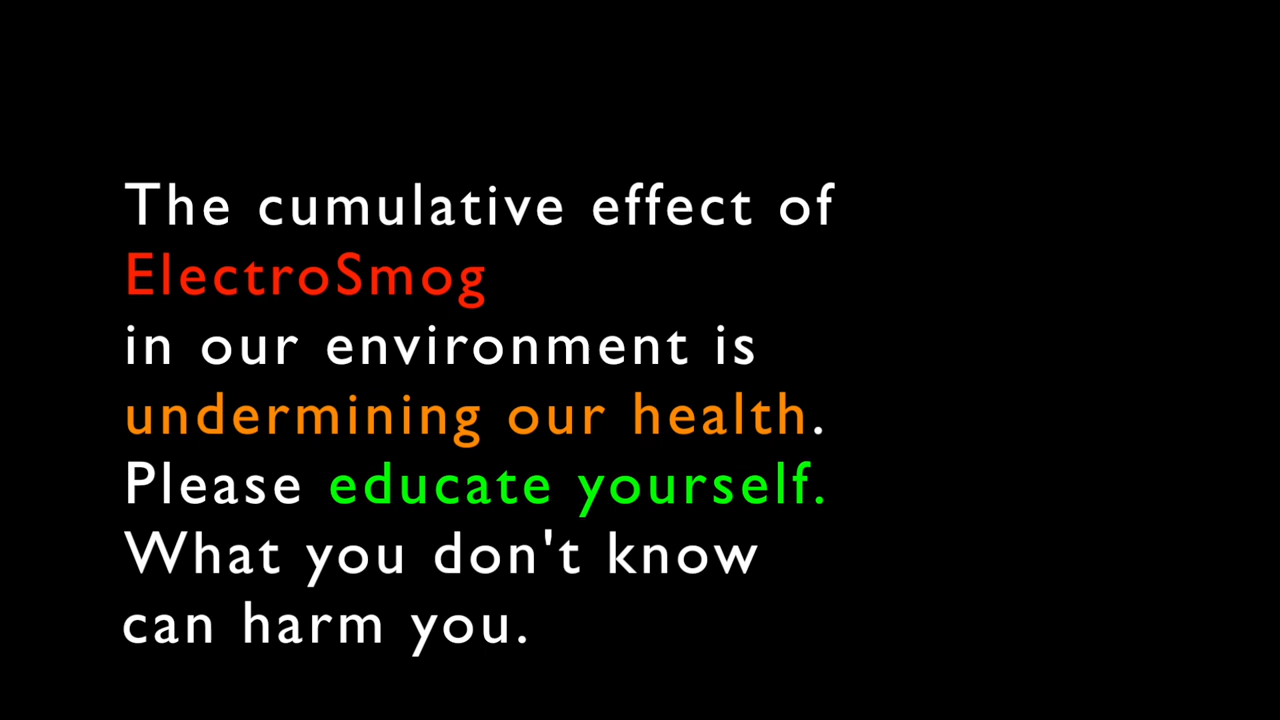 The cumulative effect of
ElectroSmog
in our environment is
undermining our health.
Please educate yourself.
What you don't know
can harm you.